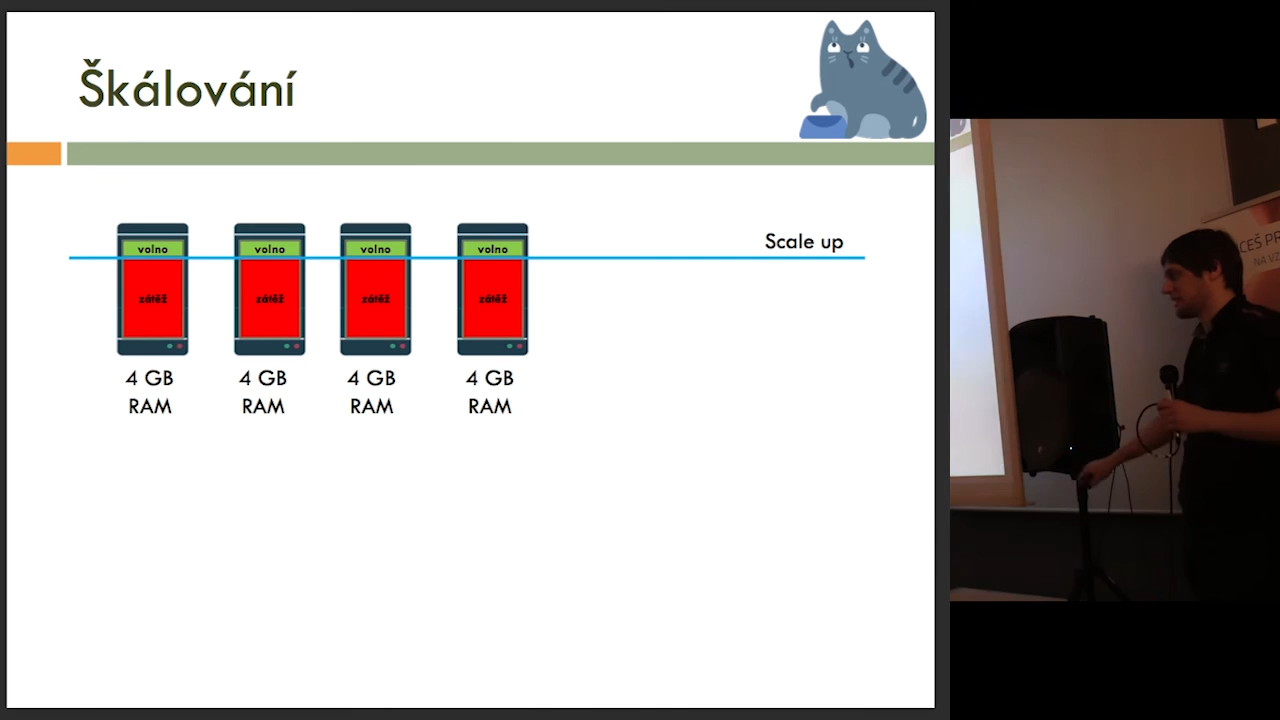 Škálování
Scale up
volno volno volno volno
zátěž zátěž zátěž zátěž
4 GB 4 GB 4 GB 4 GB
RAM RAM RAM RAM
NA